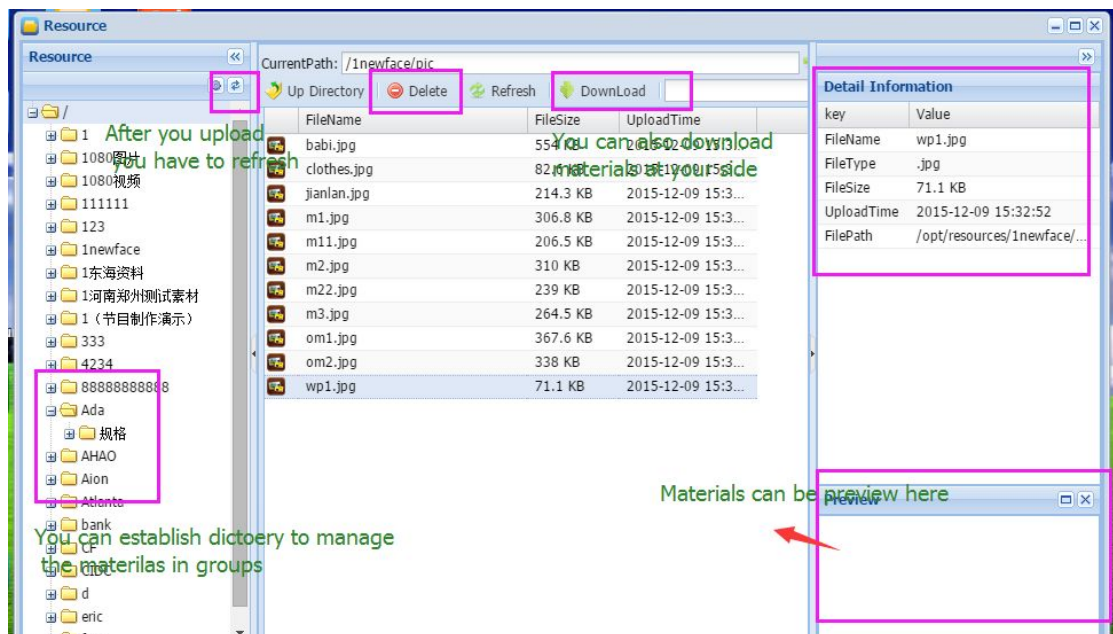 Resource
Resource
CurrentPath: /1newface/pic
Up Directory Delete Refresh DownLoad
FileName FileSize UploadTime
babi.jpg 554 KB 2015-12-09 15:3...
clothes.jpg 82.6 KB 2015-12-09 15:3...
jianlan.jpg 214.3 KB 2015-12-09 15:3...
m1.jpg 306.8 KB 2015-12-09 15:3...
m11.jpg 206.5 KB 2015-12-09 15:3...
m2.jpg 310 KB 2015-12-09 15:3...
m22.jpg 239 KB 2015-12-09 15:3...
m3.jpg 264.5 KB 2015-12-09 15:3...
om1.jpg 367.6 KB 2015-12-09 15:3...
om2.jpg 338 KB 2015-12-09 15:3...
wp1.jpg 71.1 KB 2015-12-09 15:3...
/
1
1080图片
1080视频
111111
123
1newface
1东海资料
1河南郑州测试素材
1（节目制作演示）
333
4234
88888888888
Ada
规格
AHAO
Aion
Atlanta
bank
CF
CIDC
d
eric
After you upload
you have to refresh
You can also download
materials at your side
You can establish dictoery to manage
the materilas in groups
Materials can be preview here
Detail Information
key Value
FileName wp1.jpg
FileType .jpg
FileSize 71.1 KB
UploadTime 2015-12-09 15:32:52
FilePath /opt/resources/1newface/...
Preview